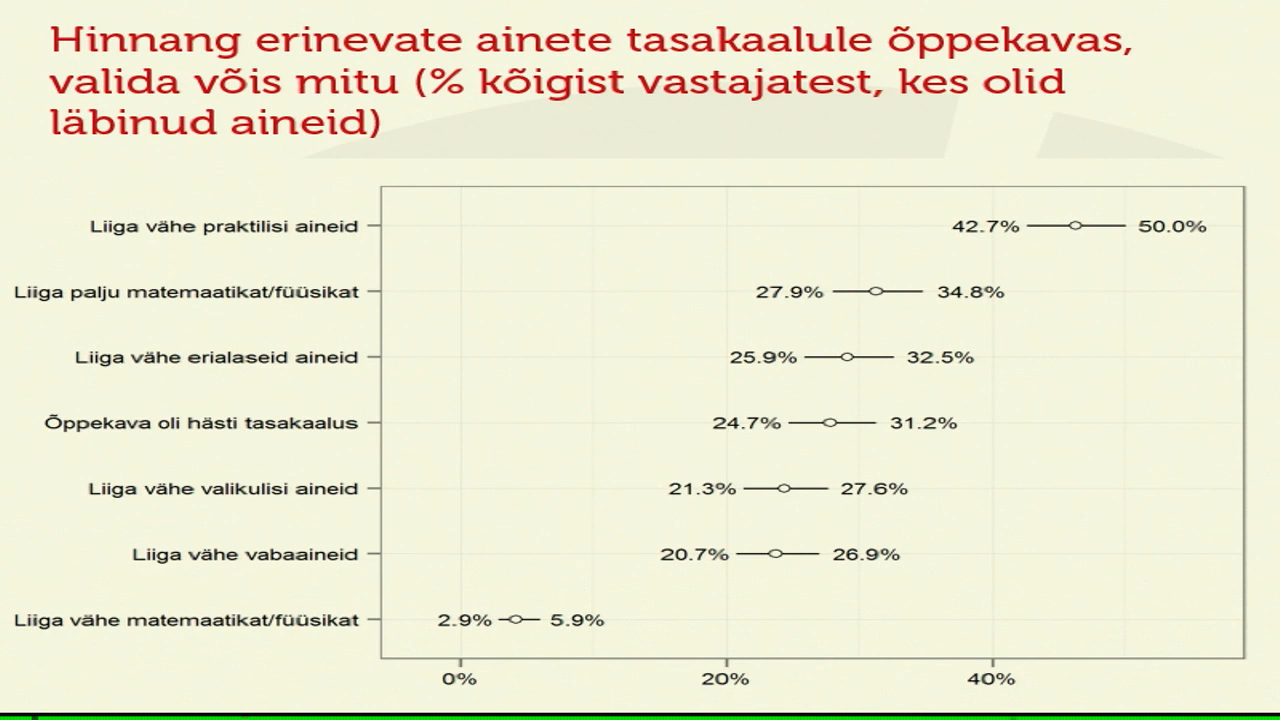 Hinnang erinevate ainete tasakaalule õppekavas,
valida võis mitu (% kõigist vastajatest, kes olid
läbinud aineid)
Liiga vähe praktilisi aineid 42.7% 50.0%
Liiga palju matemaatikat/füüsikat 27.9% 34.8%
Liiga vähe erialaseid aineid 25.9% 32.5%
Õppekava oli hästi tasakaalus 24.7% 31.2%
Liiga vähe valikulisi aineid 21.3% 27.6%
Liiga vähe vabaaineid 20.7% 26.9%
Liiga vähe matemaatikat/füüsikat 2.9% 5.9%
0% 20% 40%